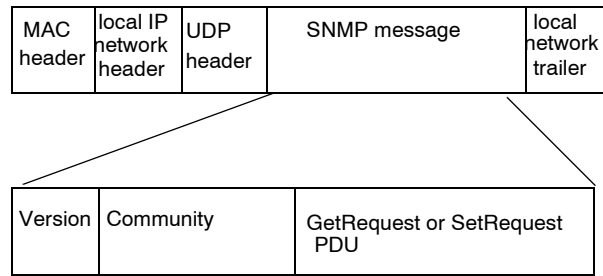 MAC
header
local IP
network
header
UDP
header
SNMP message
local
network
trailer
Version
Community
GetRequest or SetRequest
PDU